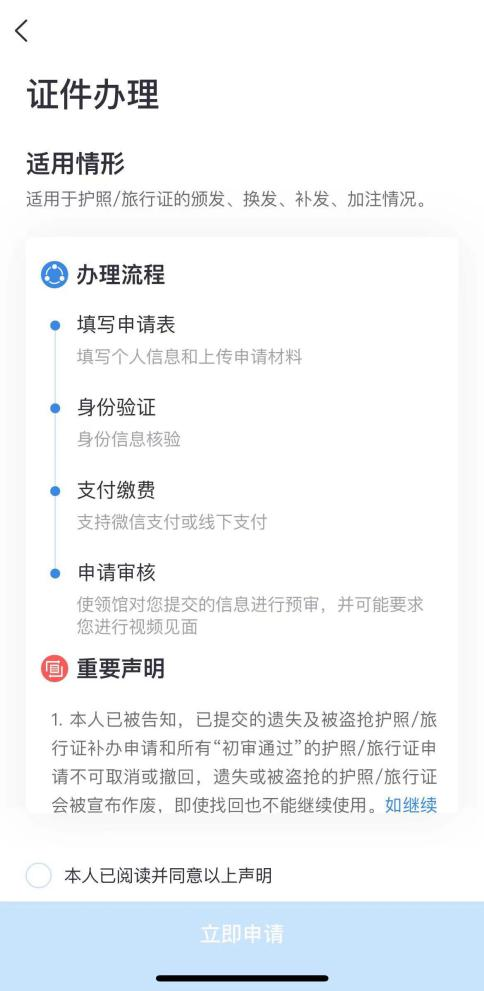 证件办理
适用情形
适用于护照/旅行证的颁发、换发、补发、加注情况。
办理流程
填写申请表
填写个人信息和上传申请材料
身份验证
身份信息核验
支付缴费
支持微信支付或线下支付
申请审核
使领馆对您提交的信息进行预审，并可能要求
您进行视频见面
重要声明
1. 本人已被告知，已提交的遗失及被盗抢护照/旅
行证补办申请和所有“初审通过”的护照/旅行证申
请不可取消或撤回，遗失或被盗抢的护照/旅行证
会被宣布作废，即使找回也不能继续使用。如继续
本人已阅读并同意以上声明
立即申请